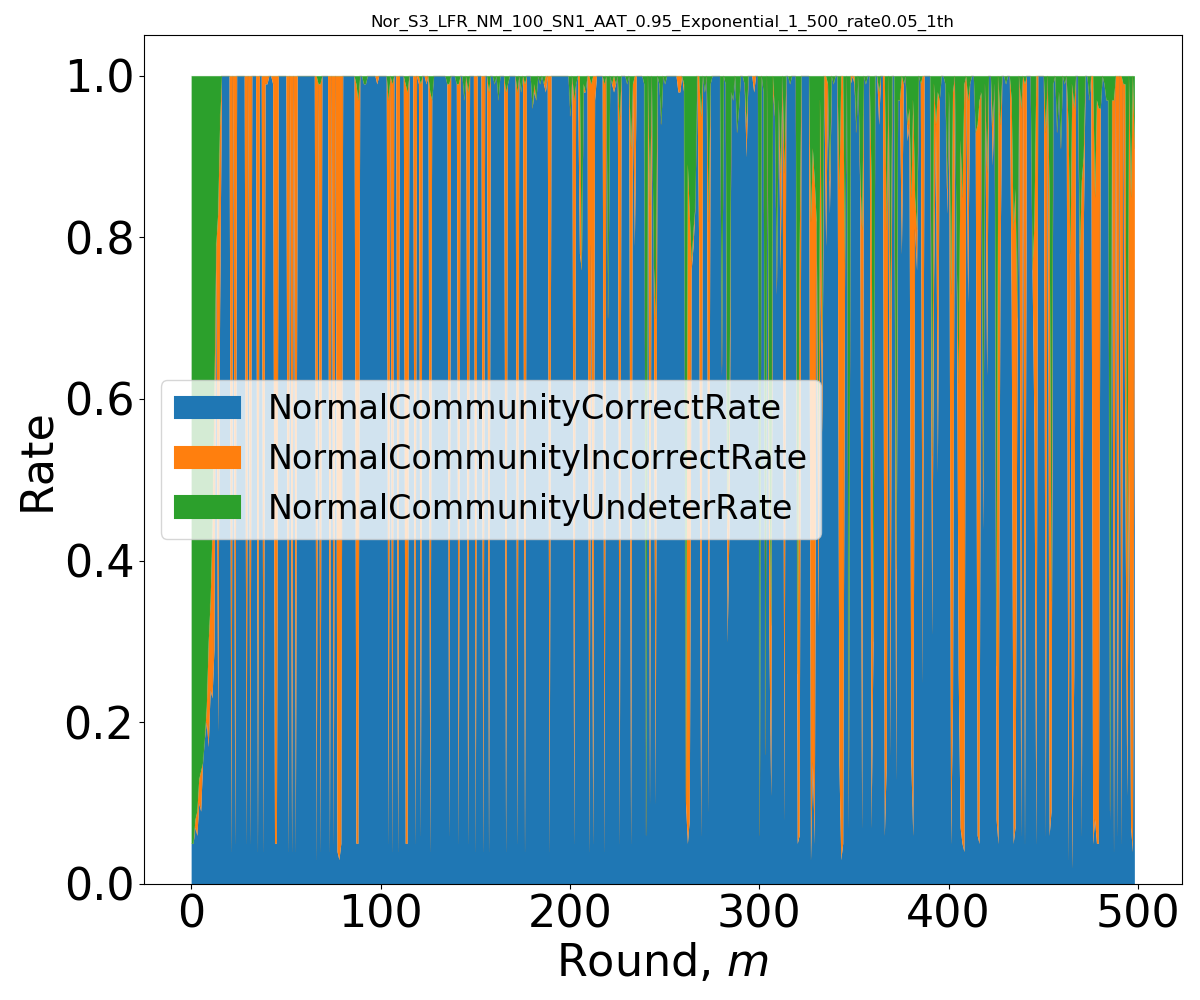 Nor_S3_LFR_NM_100_SN1_AAT_0.95_Exponential_1_500_rate0.05_1th
1.0
0.8
0.6
0.4
0.2
0.0
Rate
NormalCommunityCorrectRate
NormalCommunityIncorrectRate
NormalCommunityUndeterRate
0 100 200 300 400 500
Round, m